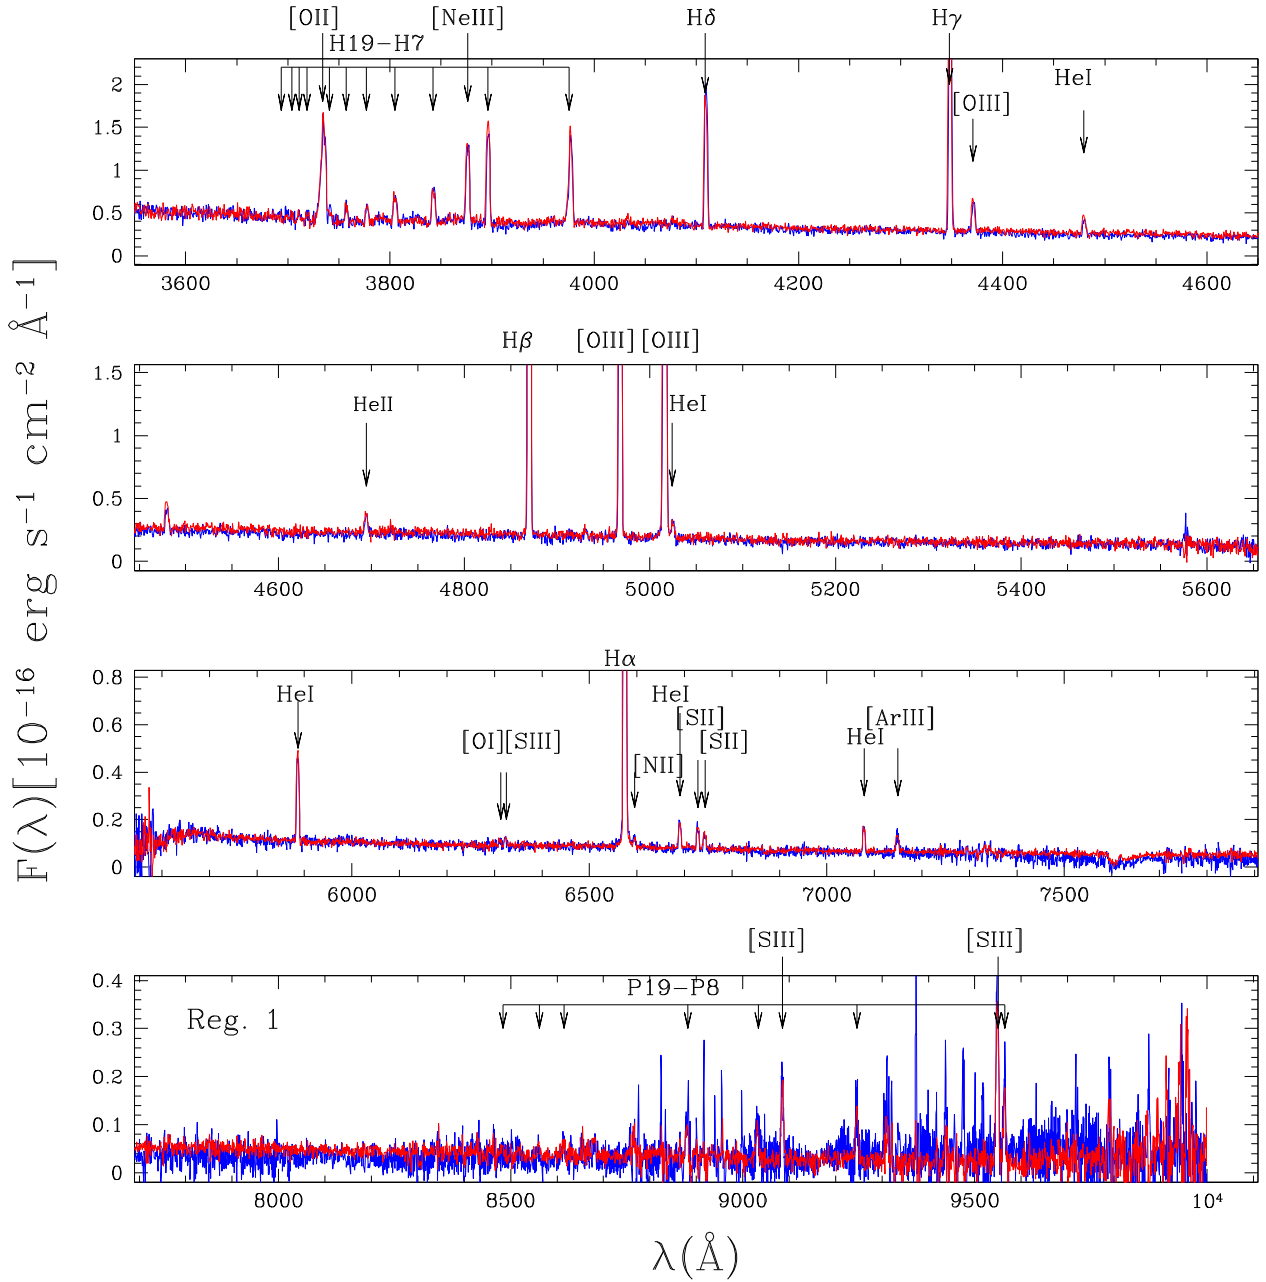 [OII] [NeIII] Hδ Hγ
H19−H7
HeI
[OIII]
2
1.5
1
0.5
0
3600 3800 4000 4200 4400 4600
Hβ [OIII] [OIII]
HeII HeI
1.5
1
0.5
0
4600 4800 5000 5200 5400 5600
F(λ)[10−16 erg s−1 cm−2 Å−1]
Hα
HeI HeI
[SII] [ArIII]
[OI] [SIII] [SII] HeI
[NII]
0.8
0.6
0.4
0.2
0
6000 6500 7000 7500
[SIII] [SIII]
P19−P8
Reg. 1
0.4
0.3
0.2
0.1
0
8000 8500 9000 9500 10⁴
λ(Å)